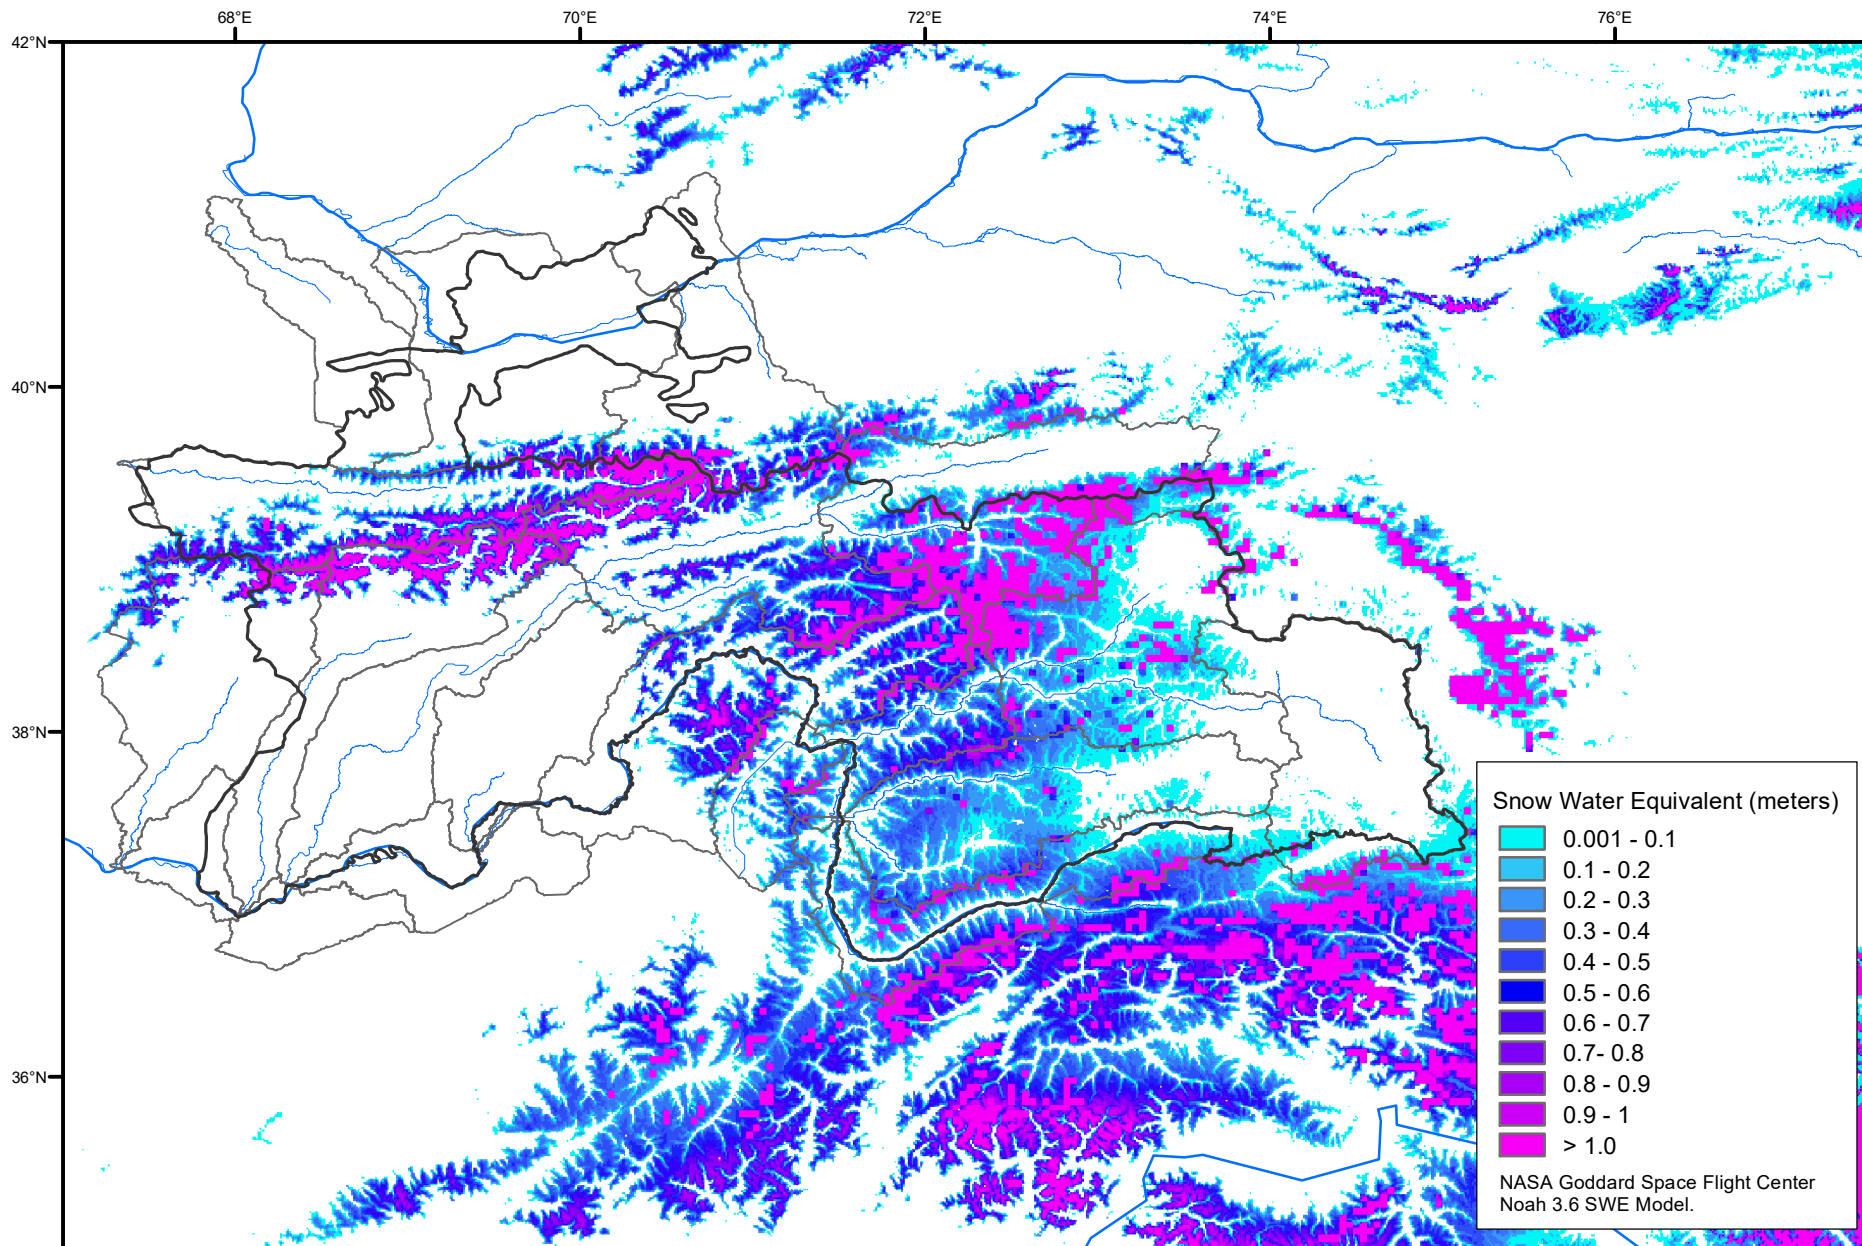 68°E 70°E 72°E 74°E 76°E
42°N
40°N
38°N
36°N
Snow Water Equivalent (meters)
0.001 - 0.1
0.1 - 0.2
0.2 - 0.3
0.3 - 0.4
0.4 - 0.5
0.5 - 0.6
0.6 - 0.7
0.7- 0.8
0.8 - 0.9
0.9 - 1
> 1.0
NASA Goddard Space Flight Center
Noah 3.6 SWE Model.